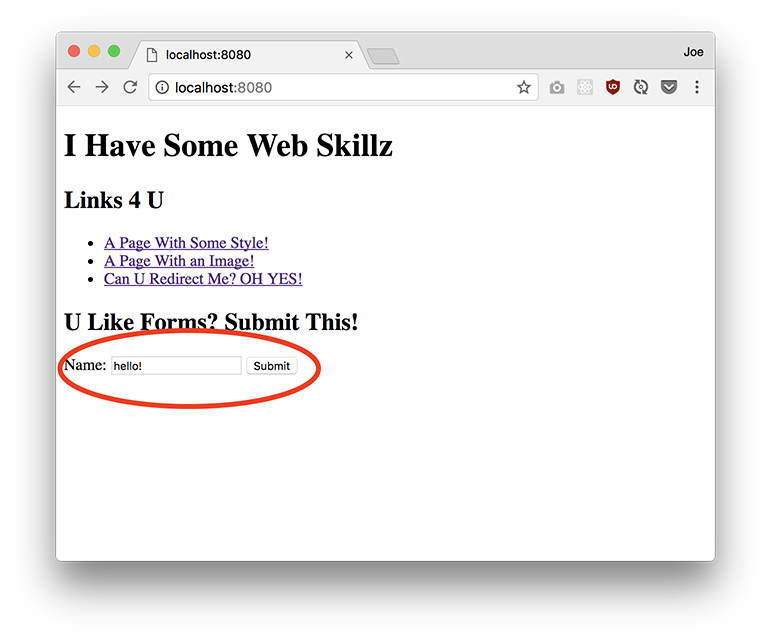 localhost:8080
Joe
localhost:8080
I Have Some Web Skillz
Links 4 U
A Page With Some Style!
A Page With an Image!
Can U Redirect Me? OH YES!
U Like Forms? Submit This!
Name: hello! Submit